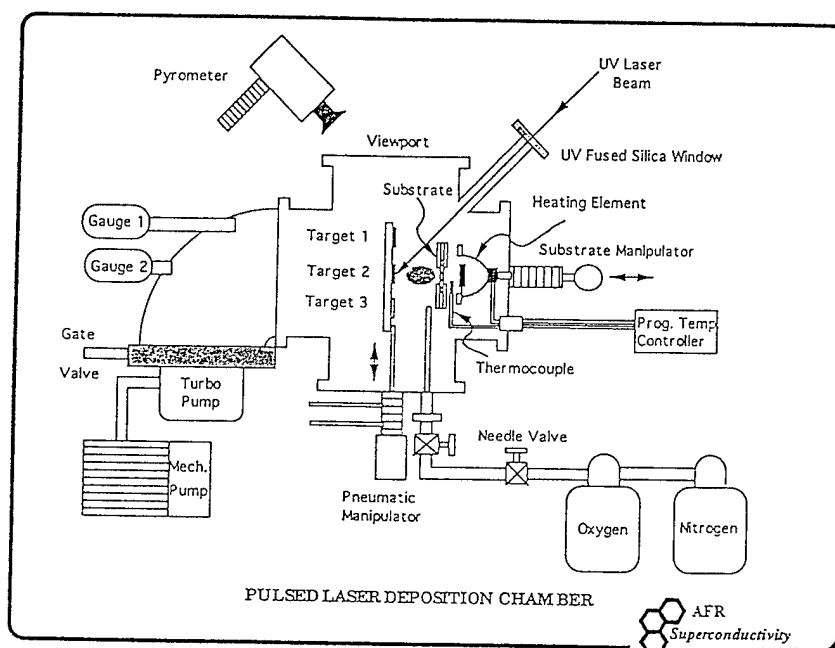 Pyrometer
UV Laser
Beam
Viewport
UV Fused Silica Window
Substrate
Heating Element
Gauge 1
Target 1
Substrate Manipulator
Gauge 2
Target 2
Target 3
Prog. Temp
Controller
Gate
Valve
Thermocouple
Turbo
Pump
Needle Valve
Mech.
Pump
Pneumatic
Manipulator
Oxygen
Nitrogen
PULSED LASER DEPOSITION CHAMBER
AFR
Superconductivity